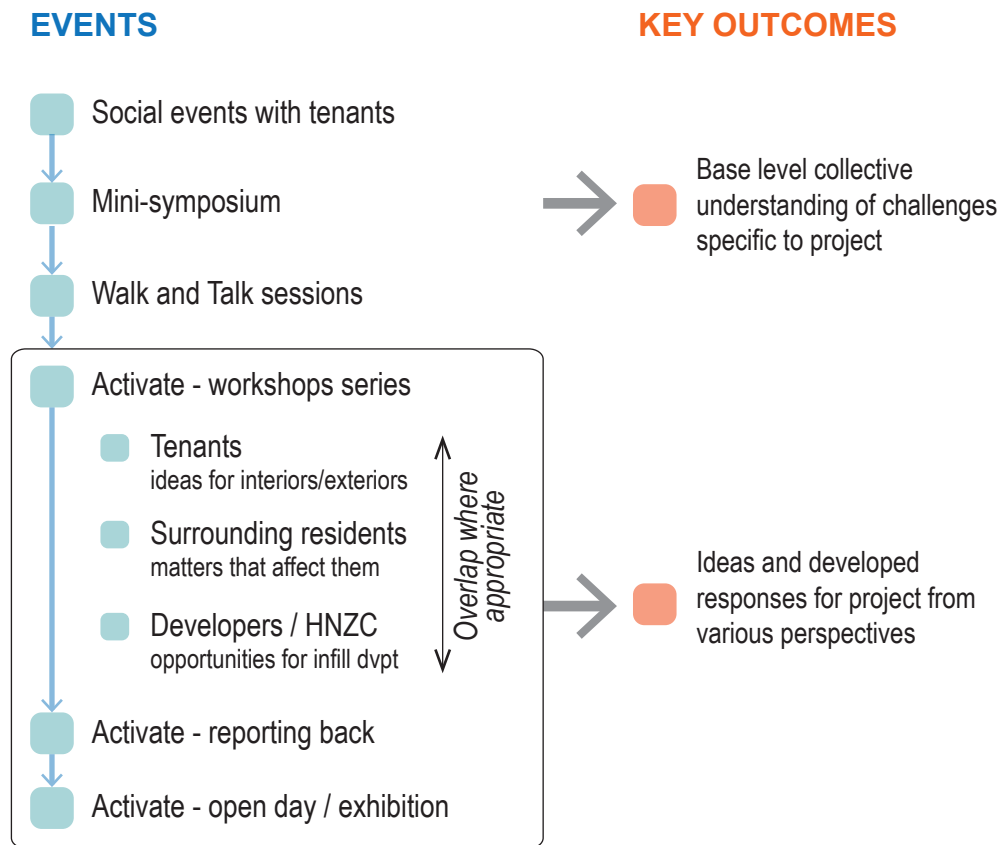 EVENTS
KEY OUTCOMES
Social events with tenants
Mini-symposium
Base level collective
understanding of challenges
specific to project
Walk and Talk sessions
Activate - workshops series
Tenants
ideas for interiors/exteriors
Surrounding residents
matters that affect them
Developers / HNZC
opportunities for infill dvpt
Overlap where
appropriate
Ideas and developed
responses for project from
various perspectives
Activate - reporting back
Activate - open day / exhibition